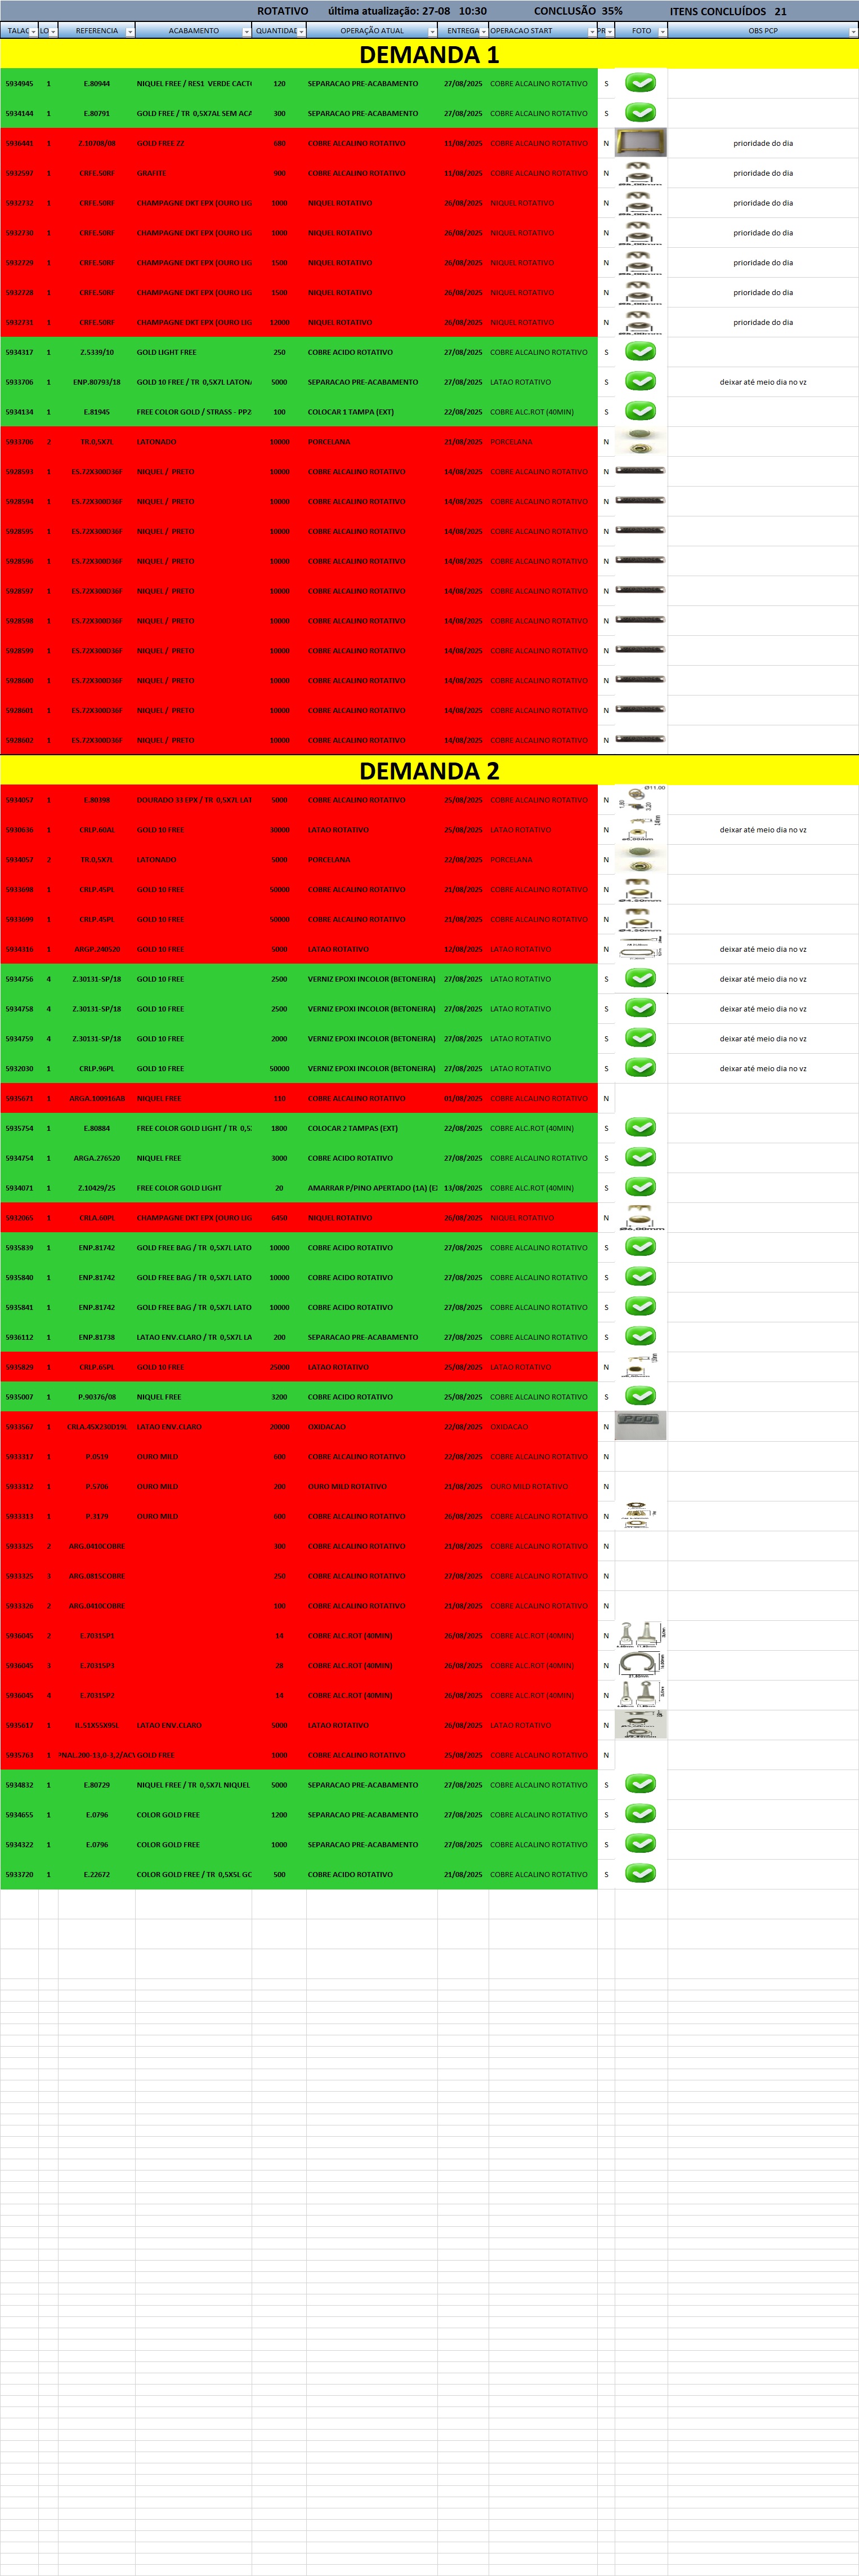 ROTATIVO última atualização: 27-08 10:30 CONCLUSÃO 35% ITENS CONCLUÍDOS 21
TALAC LO REFERENCIA ACABAMENTO QUANTIDAD OPERAÇÃO ATUAL ENTREGA OPERACAO START PR FOTO OBS PCP
DEMANDA 1
5934945 1 E.80944 NIQUEL FREE / RES1 VERDE CACT 120 SEPARACAO PRE-ACABAMENTO 27/08/2025 COBRE ALCALINO ROTATIVO S
5934144 1 E.80791 GOLD FREE / TR 0,5X7AL SEM ACA 300 SEPARACAO PRE-ACABAMENTO 27/08/2025 COBRE ALCALINO ROTATIVO S
5936441 1 Z.10708/08 GOLD FREE.ZZ 680 COBRE ALCALINO ROTATIVO 11/08/2025 COBRE ALCALINO ROTATIVO N prioridade do dia
5932597 1 CRFE.50RF GRAFITE 900 COBRE ALCALINO ROTATIVO 11/08/2025 COBRE ALCALINO ROTATIVO N prioridade do dia
5932732 1 CRFE.50RF CHAMPAGNE DKT EPX (OURO LIG 1000 NIQUEL ROTATIVO 26/08/2025 NIQUEL ROTATIVO N prioridade do dia
5932730 1 CRFE.50RF CHAMPAGNE DKT EPX (OURO LIG 1000 NIQUEL ROTATIVO 26/08/2025 NIQUEL ROTATIVO N prioridade do dia
5932729 1 CRFE.50RF CHAMPAGNE DKT EPX (OURO LIG 1500 NIQUEL ROTATIVO 26/08/2025 NIQUEL ROTATIVO N prioridade do dia
5932728 1 CRFE.50RF CHAMPAGNE DKT EPX (OURO LIG 1500 NIQUEL ROTATIVO 26/08/2025 NIQUEL ROTATIVO N prioridade do dia
5932731 1 CRFE.50RF CHAMPAGNE DKT EPX (OURO LIG 12000 NIQUEL ROTATIVO 26/08/2025 NIQUEL ROTATIVO N prioridade do dia
5934317 1 Z.5339/10 GOLD LIGHT FREE 250 COBRE ACIDO ROTATIVO 27/08/2025 COBRE ALCALINO ROTATIVO S
5933706 1 ENP.80793/18 GOLD 10 FREE / TR 0,5X7L LATON 5000 SEPARACAO PRE-ACABAMENTO 27/08/2025 LATAO ROTATIVO S deixar até meio dia no vz
5934134 1 E.81945 FREE COLOR GOLD / STRASS - PP2 100 COLOCAR 1 TAMPA (EXT) 22/08/2025 COBRE ALC.ROT (40MIN) S
5933706 2 TR.0,5X7L LATONADO 10000 PORCELANA 21/08/2025 PORCELANA N
5928593 1 ES.72X300D36F NIQUEL / PRETO 10000 COBRE ALCALINO ROTATIVO 14/08/2025 COBRE ALCALINO ROTATIVO N
5928594 1 ES.72X300D36F NIQUEL / PRETO 10000 COBRE ALCALINO ROTATIVO 14/08/2025 COBRE ALCALINO ROTATIVO N
5928595 1 ES.72X300D36F NIQUEL / PRETO 10000 COBRE ALCALINO ROTATIVO 14/08/2025 COBRE ALCALINO ROTATIVO N
5928596 1 ES.72X300D36F NIQUEL / PRETO 10000 COBRE ALCALINO ROTATIVO 14/08/2025 COBRE ALCALINO ROTATIVO N
5928597 1 ES.72X300D36F NIQUEL / PRETO 10000 COBRE ALCALINO ROTATIVO 14/08/2025 COBRE ALCALINO ROTATIVO N
5928598 1 ES.72X300D36F NIQUEL / PRETO 10000 COBRE ALCALINO ROTATIVO 14/08/2025 COBRE ALCALINO ROTATIVO N
5928599 1 ES.72X300D36F NIQUEL / PRETO 10000 COBRE ALCALINO ROTATIVO 14/08/2025 COBRE ALCALINO ROTATIVO N
5928600 1 ES.72X300D36F NIQUEL / PRETO 10000 COBRE ALCALINO ROTATIVO 14/08/2025 COBRE ALCALINO ROTATIVO N
5928601 1 ES.72X300D36F NIQUEL / PRETO 10000 COBRE ALCALINO ROTATIVO 14/08/2025 COBRE ALCALINO ROTATIVO N
5928602 1 ES.72X300D36F NIQUEL / PRETO 10000 COBRE ALCALINO ROTATIVO 14/08/2025 COBRE ALCALINO ROTATIVO N
DEMANDA 2
5934057 1 E.80398 DOURADO 33 EPX / TR 0,5X7L LAT 5000 COBRE ALCALINO ROTATIVO 25/08/2025 COBRE ALCALINO ROTATIVO N Ø11.00
5930636 1 CRLP.60AL GOLD 10 FREE 30000 LATAO ROTATIVO 25/08/2025 LATAO ROTATIVO N deixar até meio dia no vz
5934057 2 TR.0,5X7L LATONADO 5000 PORCELANA 22/08/2025 PORCELANA N
5933698 1 CRLP.45PL GOLD 10 FREE 50000 COBRE ALCALINO ROTATIVO 21/08/2025 COBRE ALCALINO ROTATIVO N
5933699 1 CRLP.45PL GOLD 10 FREE 50000 COBRE ALCALINO ROTATIVO 21/08/2025 COBRE ALCALINO ROTATIVO N
5934316 1 ARGP.240520 GOLD 10 FREE 5000 LATAO ROTATIVO 12/08/2025 LATAO ROTATIVO N deixar até meio dia no vz
5934756 4 Z.30131-SP/18 GOLD 10 FREE 2500 VERNIZ EPOXI INCOLOR (BETONEIRA) 27/08/2025 LATAO ROTATIVO S deixar até meio dia no vz
5934758 4 Z.30131-SP/18 GOLD 10 FREE 2500 VERNIZ EPOXI INCOLOR (BETONEIRA) 27/08/2025 LATAO ROTATIVO S deixar até meio dia no vz
5934759 4 Z.30131-SP/18 GOLD 10 FREE 2000 VERNIZ EPOXI INCOLOR (BETONEIRA) 27/08/2025 LATAO ROTATIVO S deixar até meio dia no vz
5932030 1 CRLP.96PL GOLD 10 FREE 50000 VERNIZ EPOXI INCOLOR (BETONEIRA) 27/08/2025 LATAO ROTATIVO S deixar até meio dia no vz
5935671 1 ARGA.100916AB NIQUEL FREE 110 COBRE ALCALINO ROTATIVO 01/08/2025 COBRE ALCALINO ROTATIVO N
5935754 1 E.80884 FREE COLOR GOLD LIGHT / TR 0,5 1800 COLOCAR 2 TAMPAS (EXT) 22/08/2025 COBRE ALC.ROT (40MIN) S
5934754 1 ARGA.276520 NIQUEL FREE 3000 COBRE ACIDO ROTATIVO 27/08/2025 COBRE ALCALINO ROTATIVO S
5934071 1 Z.10429/25 FREE COLOR GOLD LIGHT 20 AMARRAR P/PINO APERTADO (1A) (E 13/08/2025 COBRE ALC.ROT (40MIN) S
5932065 1 CRLA.60PL CHAMPAGNE DKT EPX (OURO LIG 6450 NIQUEL ROTATIVO 26/08/2025 NIQUEL ROTATIVO N
5935839 1 ENP.81742 GOLD FREE BAG / TR 0,5X7L LATO 10000 COBRE ACIDO ROTATIVO 27/08/2025 COBRE ALCALINO ROTATIVO S
5935840 1 ENP.81742 GOLD FREE BAG / TR 0,5X7L LATO 10000 COBRE ACIDO ROTATIVO 27/08/2025 COBRE ALCALINO ROTATIVO S
5935841 1 ENP.81742 GOLD FREE BAG / TR 0,5X7L LATO 10000 COBRE ACIDO ROTATIVO 27/08/2025 COBRE ALCALINO ROTATIVO S
5936112 1 ENP.81738 LATAO ENV.CLARO / TR 0,5X7L LA 200 SEPARACAO PRE-ACABAMENTO 27/08/2025 COBRE ALCALINO ROTATIVO S
5935829 1 CRLP.65PL GOLD 10 FREE 25000 LATAO ROTATIVO 25/08/2025 LATAO ROTATIVO N
5935007 1 P.90376/08 NIQUEL FREE 3200 COBRE ACIDO ROTATIVO 25/08/2025 COBRE ALCALINO ROTATIVO S
5933567 1 CRLA.45X230D19L LATAO ENV.CLARO 20000 OXIDACAO 22/08/2025 OXIDACAO N
5933317 1 P.0519 OURO MILD 600 COBRE ALCALINO ROTATIVO 22/08/2025 COBRE ALCALINO ROTATIVO N
5933312 1 P.5706 OURO MILD 200 OURO MILD ROTATIVO 21/08/2025 OURO MILD ROTATIVO N
5933313 1 P.3179 OURO MILD 600 COBRE ALCALINO ROTATIVO 26/08/2025 COBRE ALCALINO ROTATIVO N
5933325 2 ARG.0410COBRE 300 COBRE ALCALINO ROTATIVO 21/08/2025 COBRE ALCALINO ROTATIVO N
5933325 3 ARG.0815COBRE 250 COBRE ALCALINO ROTATIVO 27/08/2025 COBRE ALCALINO ROTATIVO N
5933326 2 ARG.0410COBRE 100 COBRE ALCALINO ROTATIVO 21/08/2025 COBRE ALCALINO ROTATIVO N
5936045 2 E.70315P1 14 COBRE ALC.ROT (40MIN) 26/08/2025 COBRE ALC.ROT (40MIN) N
5936045 3 E.70315P3 28 COBRE ALC.ROT (40MIN) 26/08/2025 COBRE ALC.ROT (40MIN) N
5936045 4 E.70315P2 14 COBRE ALC.ROT (40MIN) 26/08/2025 COBRE ALC.ROT (40MIN) N
5935617 1 IL.51X55X95L LATAO ENV.CLARO 5000 LATAO ROTATIVO 26/08/2025 LATAO ROTATIVO N
5935763 1 NAL.200-13,0-3,2/AC GOLD FREE 1000 COBRE ALCALINO ROTATIVO 25/08/2025 COBRE ALCALINO ROTATIVO N
5934832 1 E.80729 NIQUEL FREE / TR 0,5X7L NIQUEL 5000 SEPARACAO PRE-ACABAMENTO 27/08/2025 COBRE ALCALINO ROTATIVO S
5934655 1 E.0796 COLOR GOLD FREE 1200 SEPARACAO PRE-ACABAMENTO 27/08/2025 COBRE ALCALINO ROTATIVO S
5934322 1 E.0796 COLOR GOLD FREE 1000 SEPARACAO PRE-ACABAMENTO 27/08/2025 COBRE ALCALINO ROTATIVO S
5933720 1 E.22672 COLOR GOLD FREE / TR 0,5X5L GC 500 COBRE ACIDO ROTATIVO 21/08/2025 COBRE ALCALINO ROTATIVO S